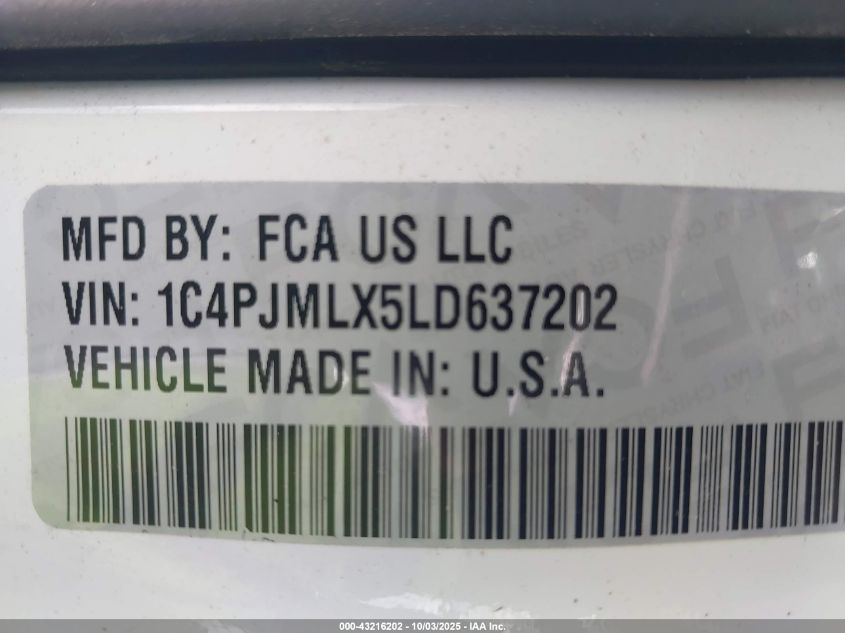 MFD BY: FCA US LLC
VIN: 1C4PJMLX5LD637202
VEHICLE MADE IN: U.S.A.
000-43216202 - 10/03/2025 - IAA Inc.